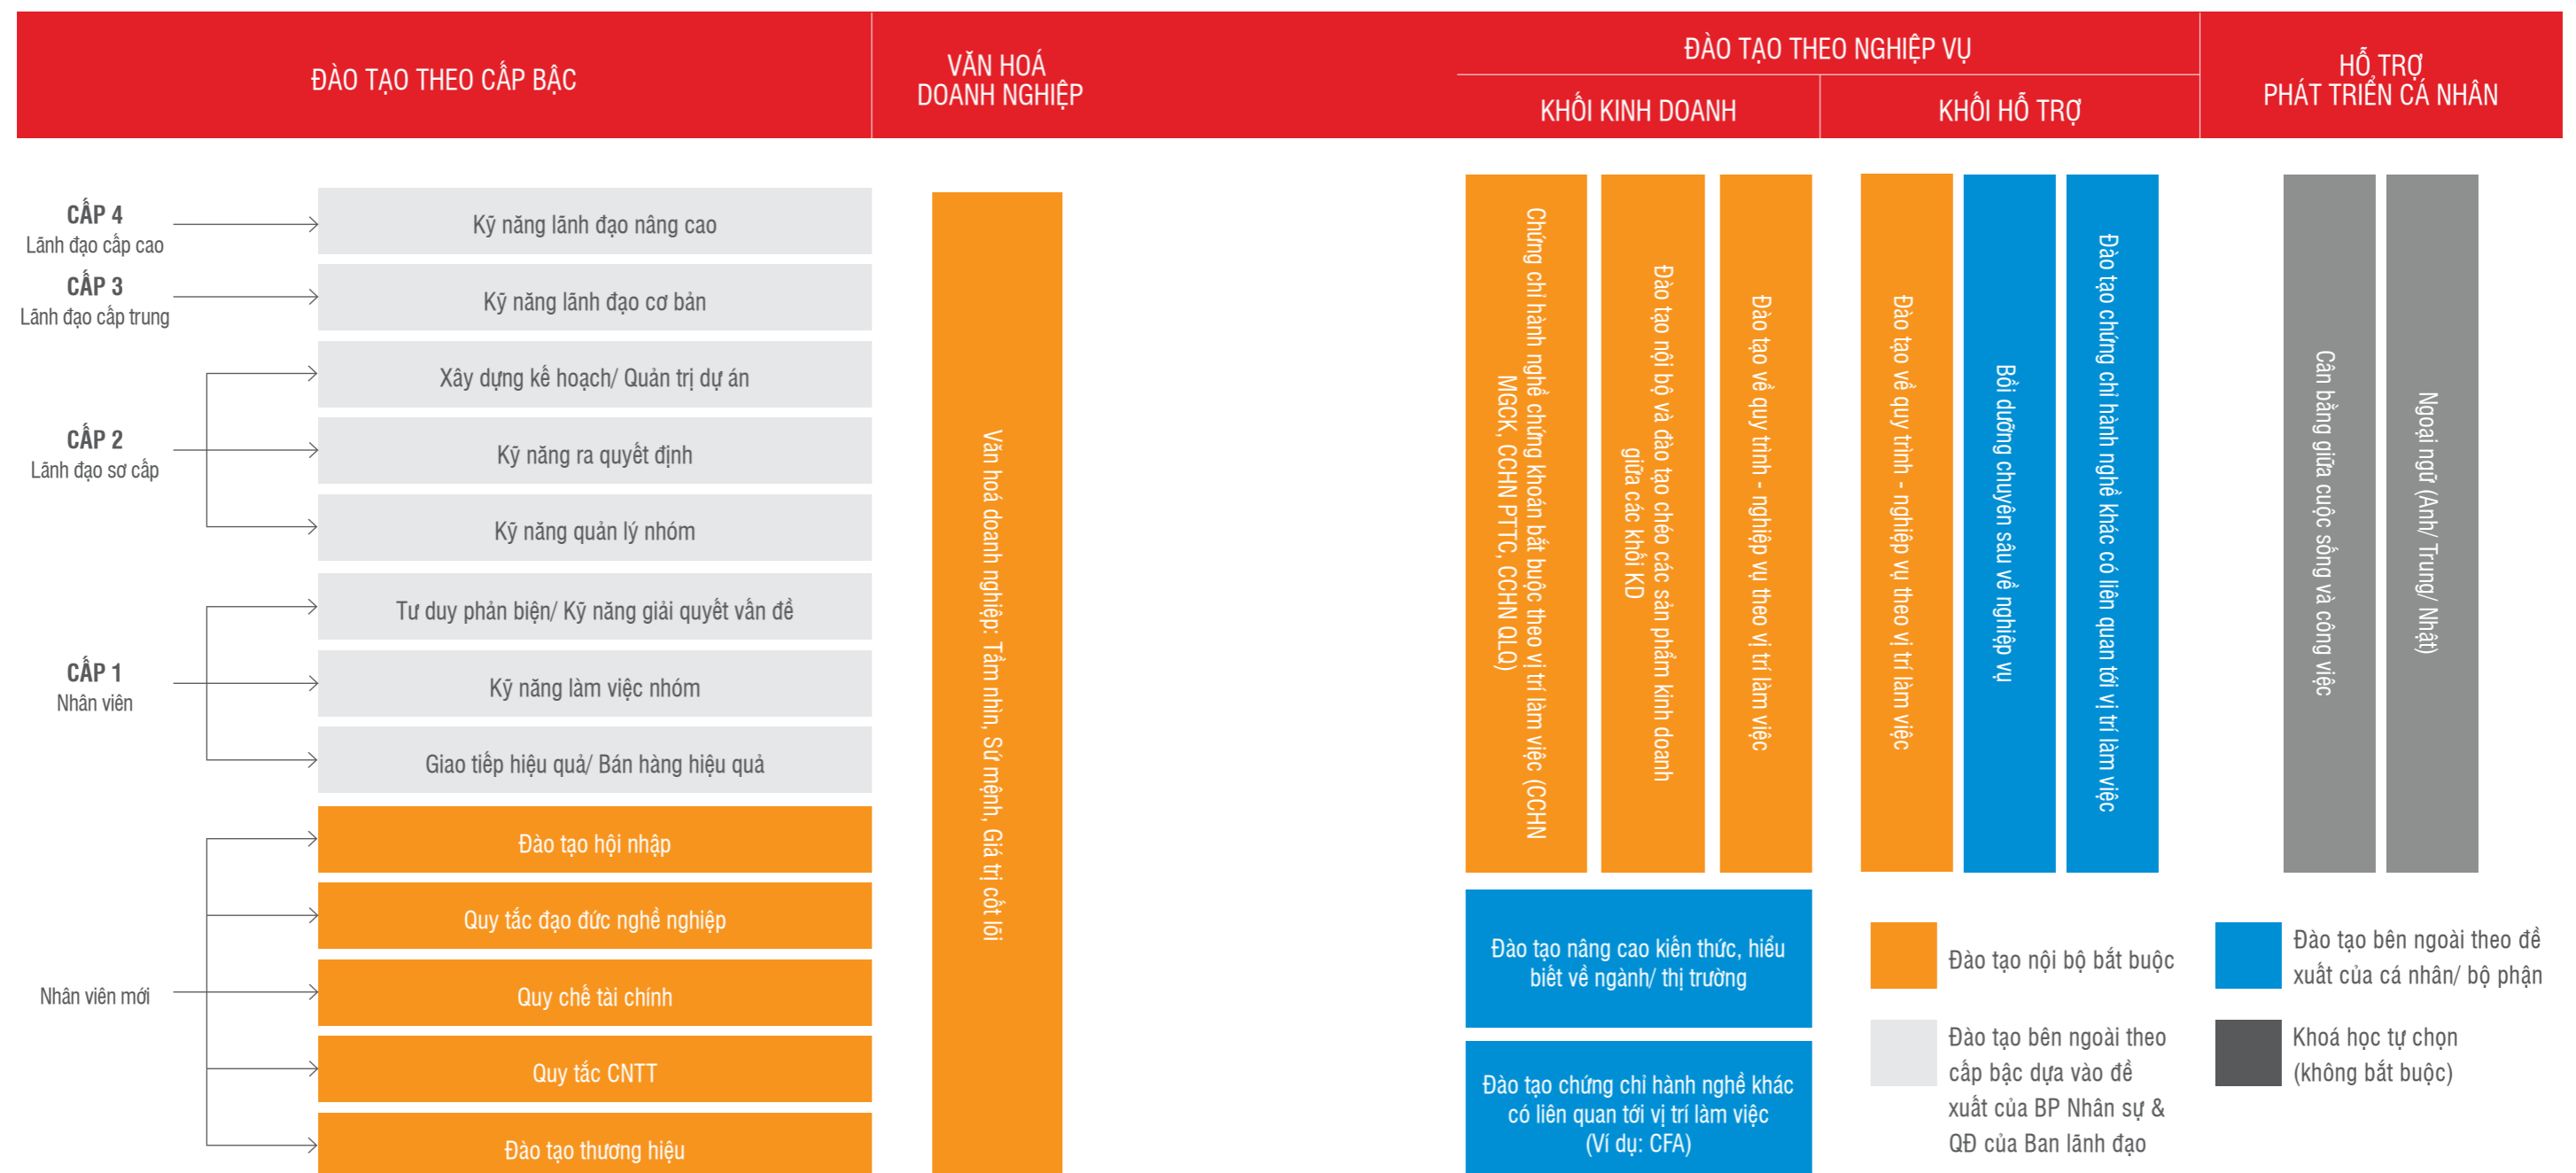 ĐÀO TẠO THEO CẤP BẬC
VĂN HOÁ
DOANH NGHIỆP
ĐÀO TẠO THEO NGHIỆP VỤ
KHỐI KINH DOANH
KHỐI HỖ TRỢ
HỖ TRỢ
PHÁT TRIỂN CÁ NHÂN
CẤP 4
Lãnh đạo cấp cao
Kỹ năng lãnh đạo nâng cao
CẤP 3
Lãnh đạo cấp trung
Kỹ năng lãnh đạo cơ bản
CẤP 2
Lãnh đạo sơ cấp
Xây dựng kế hoạch/ Quản trị dự án
Kỹ năng ra quyết định
Kỹ năng quản lý nhóm
CẤP 1
Nhân viên
Tư duy phản biện/ Kỹ năng giải quyết vấn đề
Kỹ năng làm việc nhóm
Giao tiếp hiệu quả/ Bán hàng hiệu quả
Nhân viên mới
Đào tạo hội nhập
Quy tắc đạo đức nghề nghiệp
Quy chế tài chính
Quy tắc CNTT
Đào tạo thương hiệu
Văn hoá doanh nghiệp: Tầm nhìn, Sứ mệnh, Giá trị cốt lõi
Chứng chỉ hành nghề chứng khoán bắt buộc theo vị trí làm việc (CCHN
MGCK, CCHN PTTC, CCHN QLQ)
Đào tạo nội bộ và đào tạo chéo các sản phẩm kinh doanh
giữa các khối KD
Đào tạo về quy trình - nghiệp vụ theo vị trí làm việc
Đào tạo về quy trình - nghiệp vụ theo vị trí làm việc
Bồi dưỡng chuyên sâu về nghiệp vụ
Đào tạo chứng chỉ hành nghề khác có liên quan tới vị trí làm việc
Cân bằng giữa cuộc sống và công việc
Ngoại ngữ (Anh/ Trung/ Nhật)
Đào tạo nâng cao kiến thức, hiểu
biết về ngành/ thị trường
Đào tạo chứng chỉ hành nghề khác
có liên quan tới vị trí làm việc
(Ví dụ: CFA)
Đào tạo nội bộ bắt buộc
Đào tạo bên ngoài theo
cấp bậc dựa vào đề
xuất của BP Nhân sự &
QĐ của Ban lãnh đạo
Đào tạo bên ngoài theo đề
xuất của cá nhân/ bộ phận
Khoá học tự chọn
(không bắt buộc)